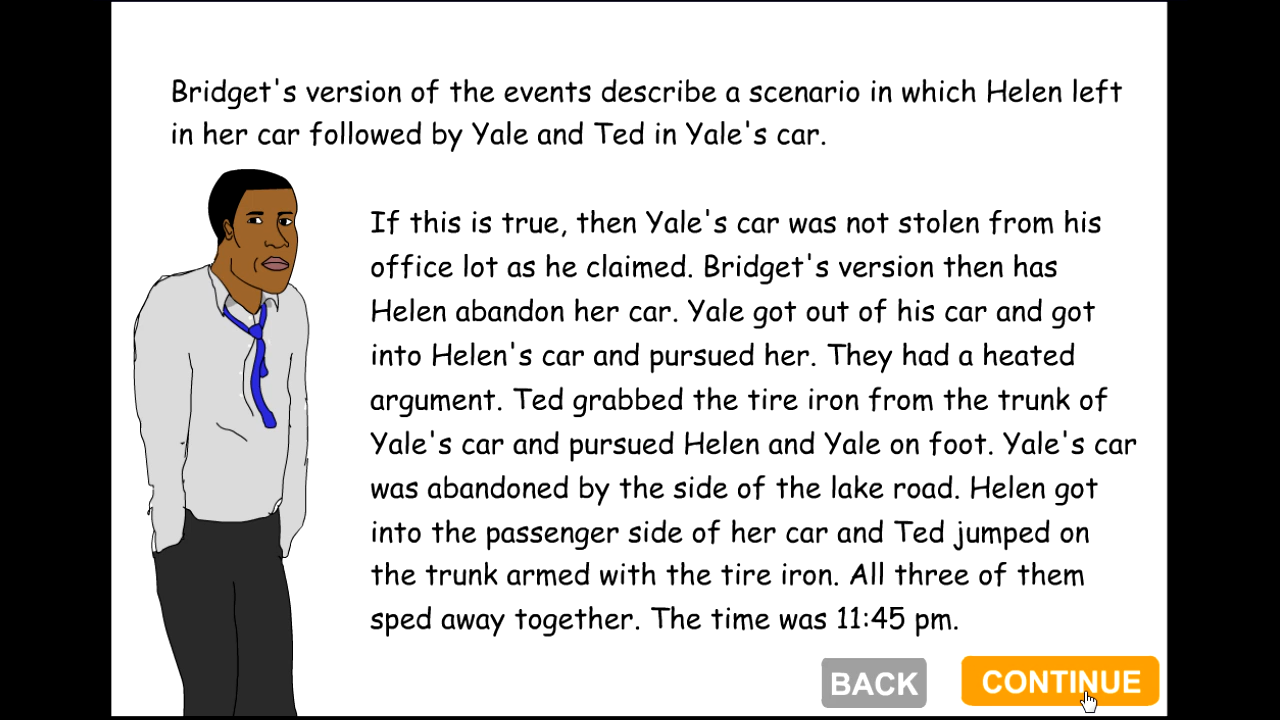 Bridget's version of the events describe a scenario in which Helen left
in her car followed by Yale and Ted in Yale's car.
If this is true, then Yale's car was not stolen from his
office lot as he claimed. Bridget's version then has
Helen abandon her car. Yale got out of his car and got
into Helen's car and pursued her. They had a heated
argument. Ted grabbed the tire iron from the trunk of
Yale's car and pursued Helen and Yale on foot. Yale's car
was abandoned by the side of the lake road. Helen got
into the passenger side of her car and Ted jumped on
the trunk armed with the tire iron. All three of them
sped away together. The time was 11:45 pm.
BACK
CONTINUE